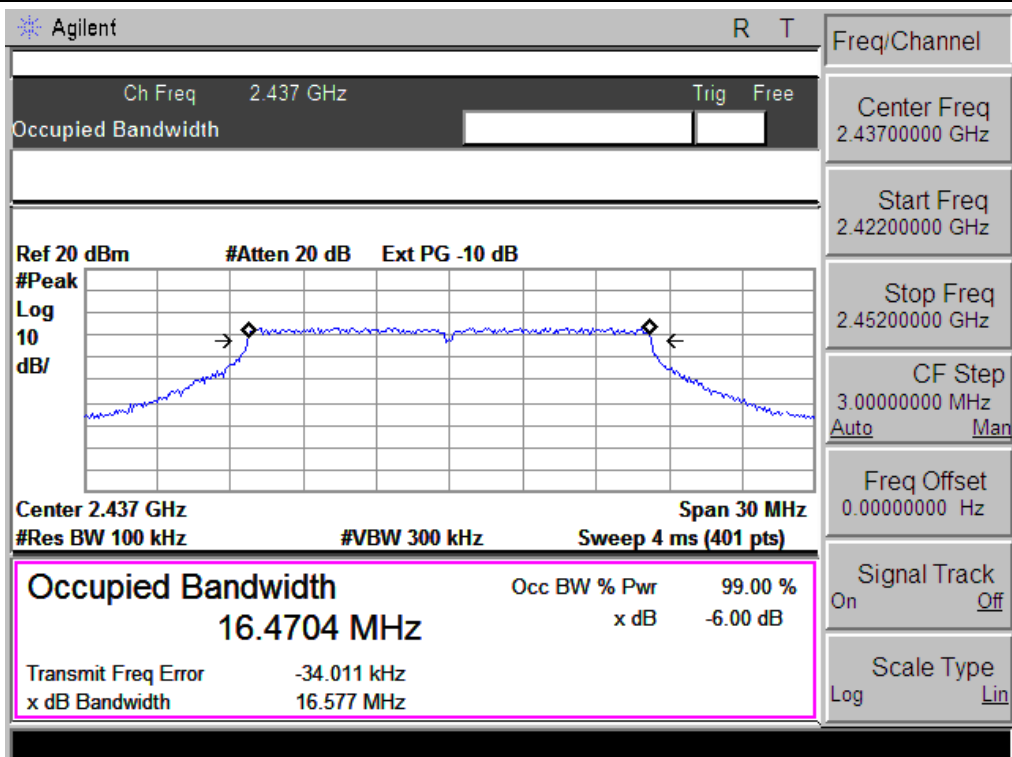 Agilent R T
Ch Freq 2.437 GHz Trig Free
Occupied Bandwidth
Ref 20 dBm #Atten 20 dB Ext PG -10 dB
#Peak
Log
10
dB/
Center 2.437 GHz Span 30 MHz
#Res BW 100 kHz #VBW 300 kHz Sweep 4 ms (401 pts)
Occupied Bandwidth Occ BW % Pwr 99.00 %
16.4704 MHz x dB -6.00 dB
Transmit Freq Error -34.011 kHz
x dB Bandwidth 16.577 MHz
Freq/Channel
Center Freq
2.43700000 GHz
Start Freq
2.42200000 GHz
Stop Freq
2.45200000 GHz
CF Step
3.00000000 MHz
Auto Man
Freq Offset
0.00000000 Hz
Signal Track
On Off
Scale Type
Log Lin